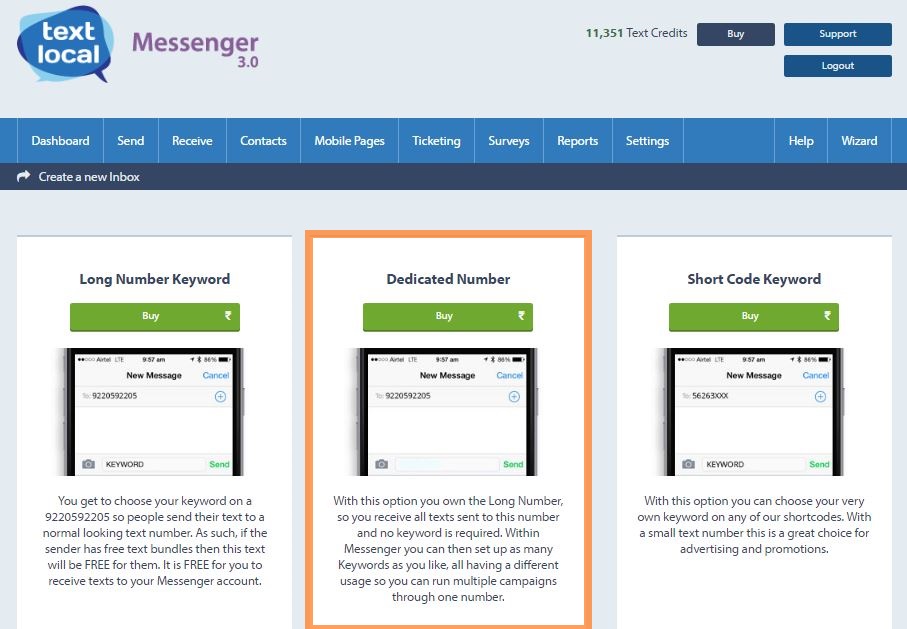 text
local
Messenger
3.0
11,351 Text Credits
Buy
Support
Logout
Dashboard
Send
Receive
Contacts
Mobile Pages
Ticketing
Surveys
Reports
Settings
Help
Wizard
Create a new Inbox
Long Number Keyword
Buy ₹
Airtel LTE 9:57 am 86%
New Message Cancel
To: 9220592205
KEYWORD Send
You get to choose your keyword on a
9220592205 so people send their text to a
normal looking text number. As such, if the
sender has free text bundles then this text
will be FREE for them. It is FREE for you to
receive texts to your Messenger account.
Dedicated Number
Buy ₹
Airtel LTE 9:57 am 86%
New Message Cancel
To: 9220592205
Send
With this option you own the Long Number,
so you receive all texts sent to this number
and no keyword is required. Within
Messenger you can then set up as many
Keywords as you like, all having a different
usage so you can run multiple campaigns
through one number.
Short Code Keyword
Buy ₹
Airtel LTE 9:57 am 86%
New Message Cancel
To: 56263XXX
KEYWORD Send
With this option you can choose your very
own keyword on any of our shortcodes. With
a small text number this is a great choice for
advertising and promotions.